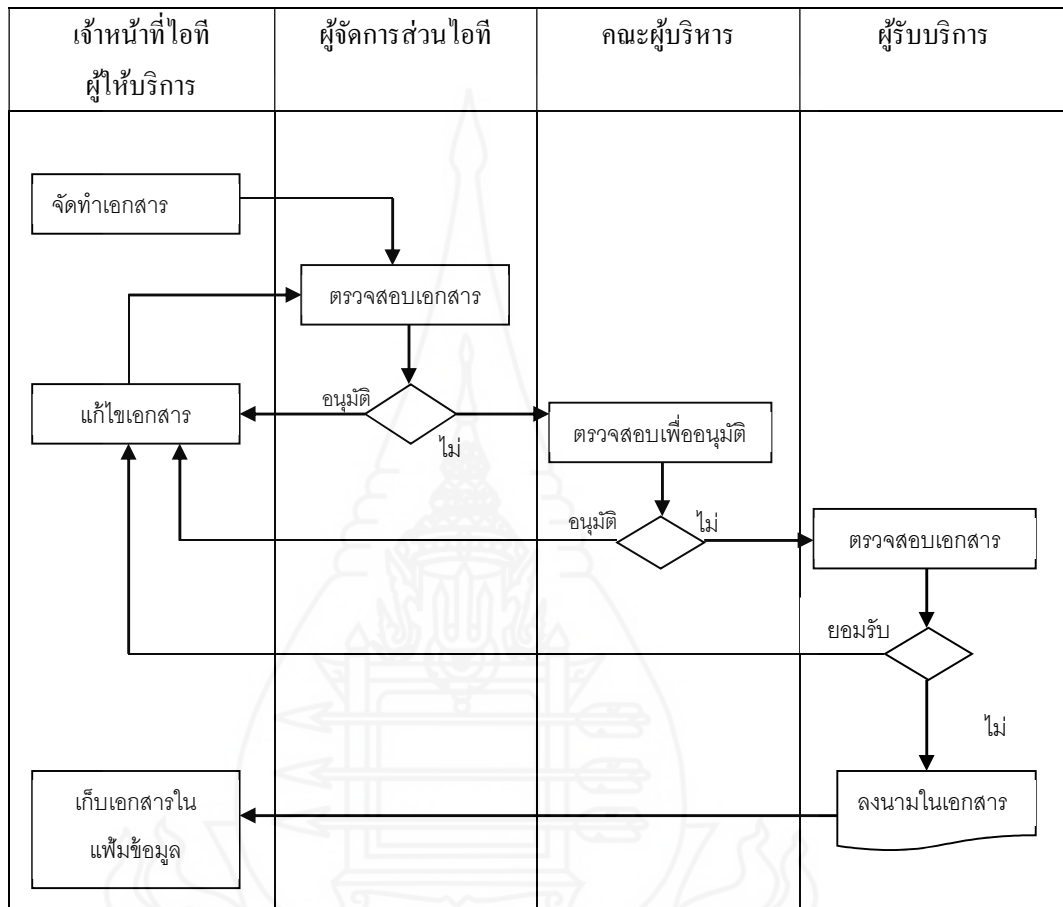 เจ้าหน้าที่ไอที
ผู้ให้บริการ
ผู้จัดการส่วนไอที
คณะผู้บริหาร
ผู้รับบริการ
จัดทำเอกสาร
ตรวจสอบเอกสาร
อนุมัติ
แก้ไขเอกสาร
ไม่
ตรวจสอบเพื่ออนุมัติ
อนุมัติ
ไม่
ตรวจสอบเอกสาร
ยอมรับ
ไม่
เก็บเอกสารใน
แฟ้มข้อมูล
ลงนามในเอกสาร